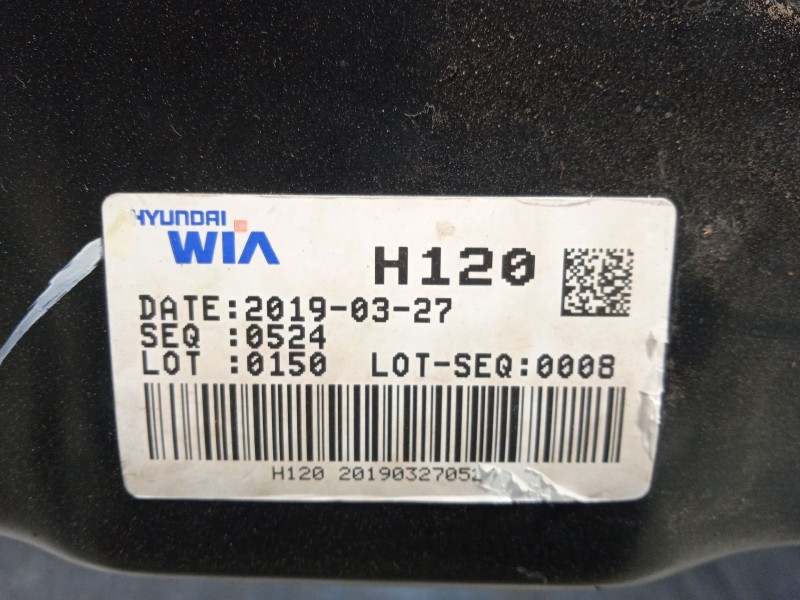 HYUNDAI
WIA
H120
DATE:2019-03-27
SEQ :0524
LOT :0150 LOT-SEQ:0008
H120 2019032705